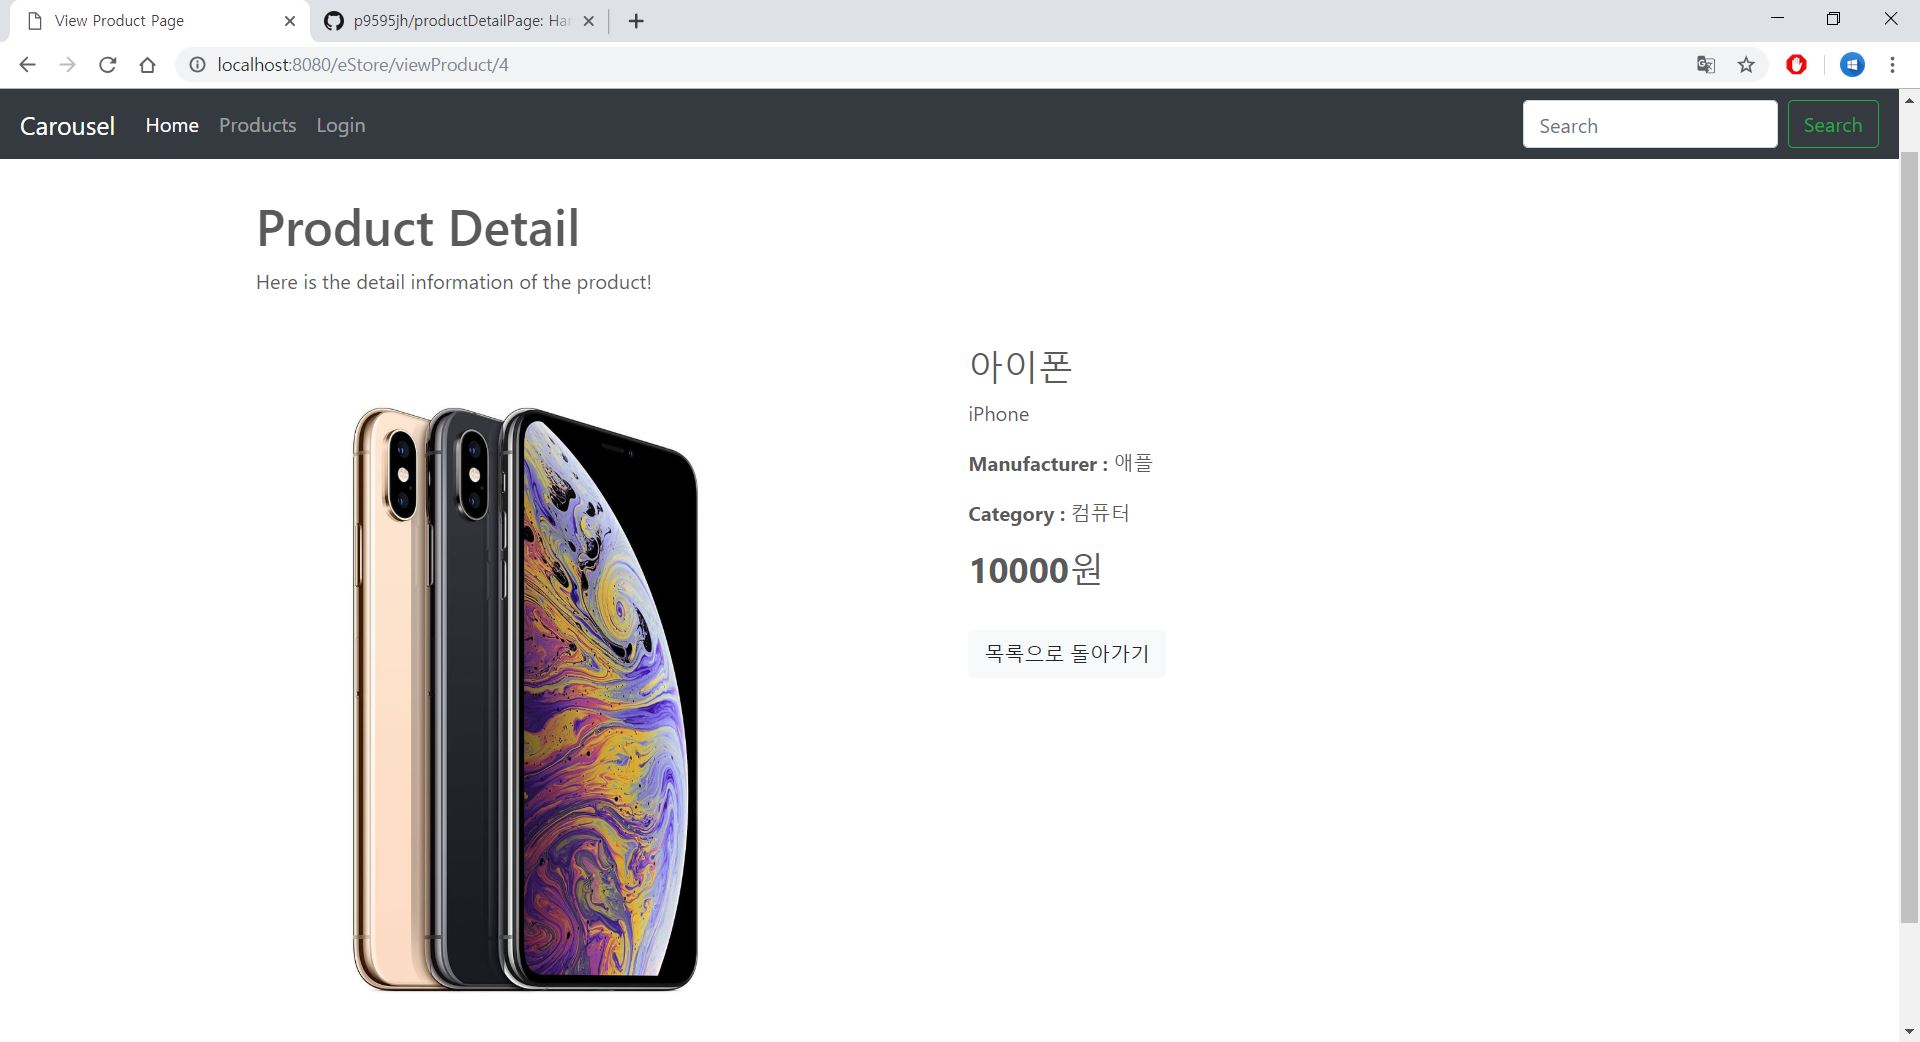 View Product Page
p9595jh/productDetailPage: Har
localhost:8080/eStore/viewProduct/4
Carousel Home Products Login Search Search
Product Detail
Here is the detail information of the product!
아이폰
iPhone
Manufacturer : 애플
Category : 컴퓨터
10000원
목록으로 돌아가기